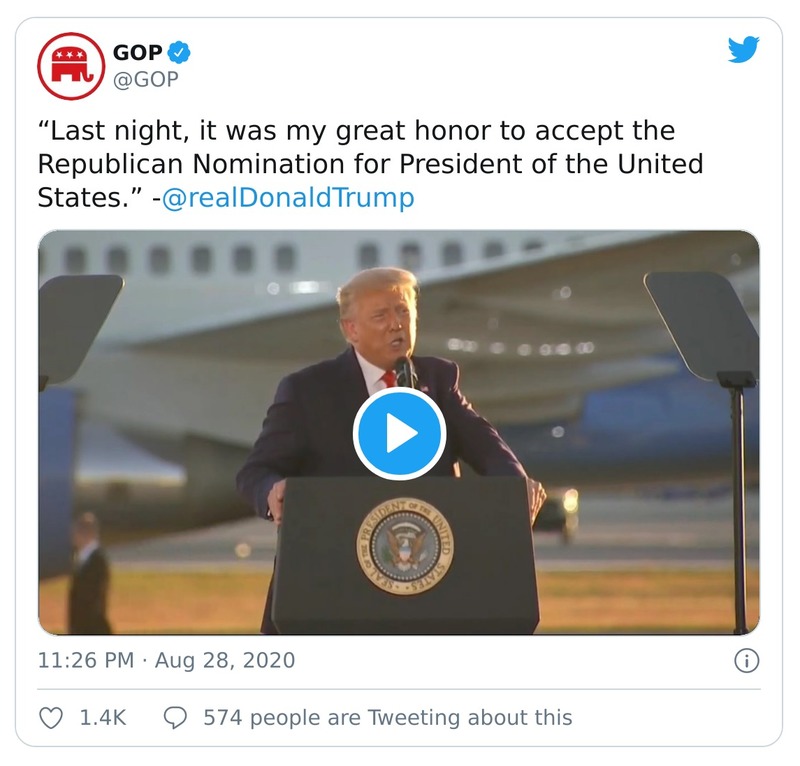 GOP
@GOP
“Last night, it was my great honor to accept the
Republican Nomination for President of the United
States.” -@realDonaldTrump
SEAL OF THE PRESIDENT OF THE UNITED STATES
11:26 PM · Aug 28, 2020
1.4K
574 people are Tweeting about this